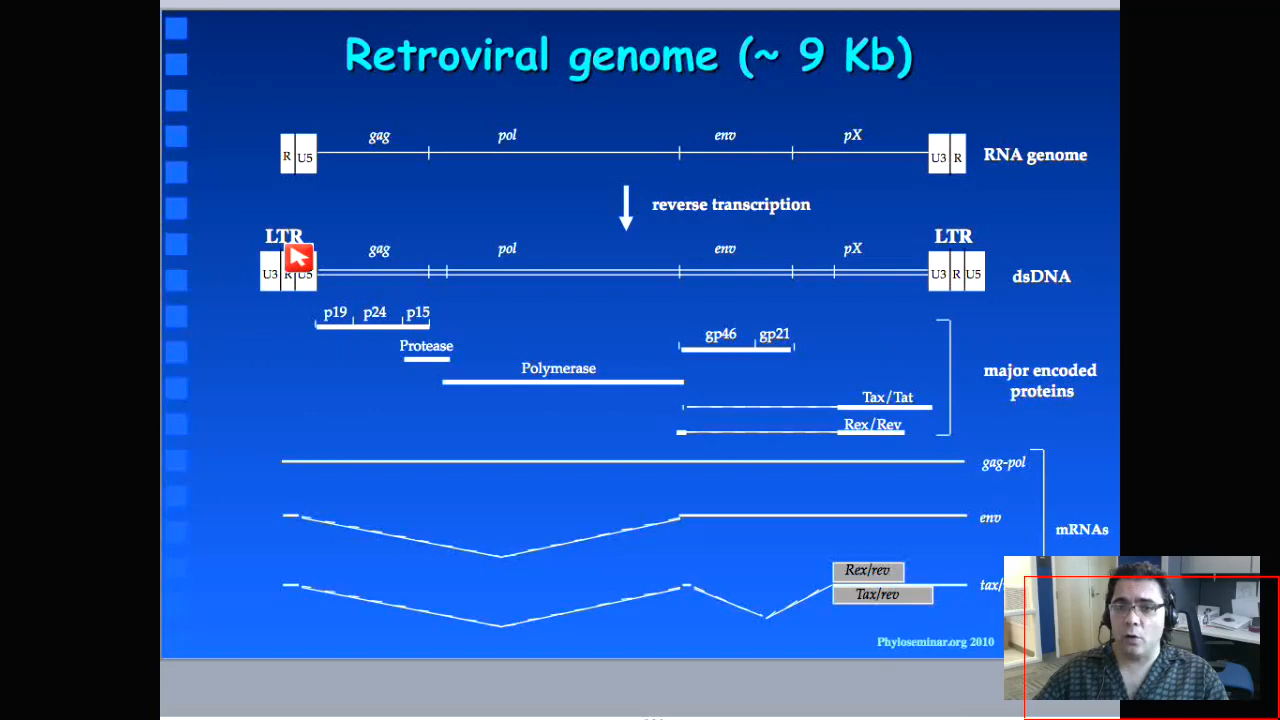 Retroviral genome (~ 9 Kb)
gag pol env pX
R U5 U3 R RNA genome
reverse transcription
LTR LTR
gag pol env pX
U3 R U5 U3 R U5 dsDNA
p19 p24 p15
gp46 gp21
Protease
Polymerase
major encoded
proteins
Tax/Tat
Rex/Rev
gag-pol
env
mRNAs
Rex/rev
Tax/rev
Phyloseminar.org 2010